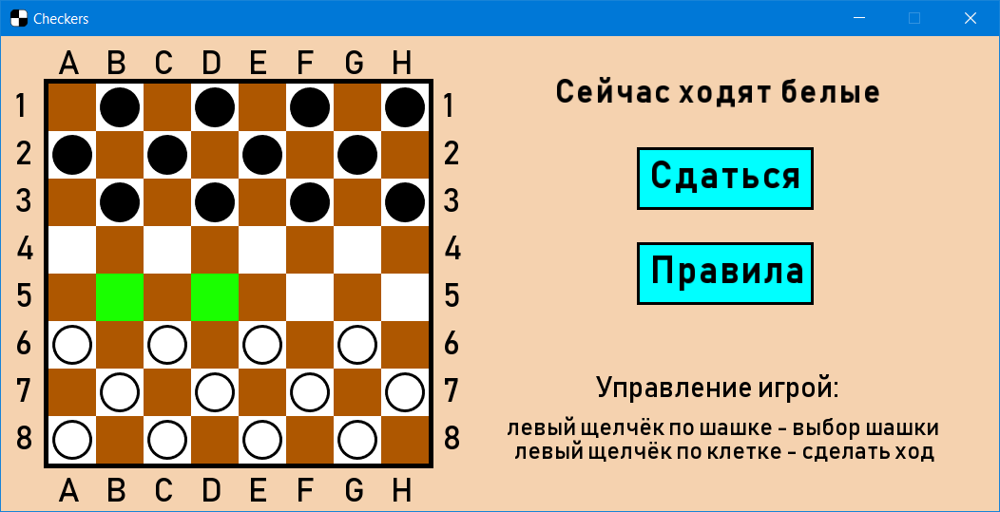 Checkers
A B C D E F G H
1 1
2 2
3 3
4 4
5 5
6 6
7 7
8 8
A B C D E F G H
Сейчас ходят белые
Сдаться
Правила
Управление игрой:
левый щелчёк по шашке - выбор шашки
левый щелчёк по клетке - сделать ход